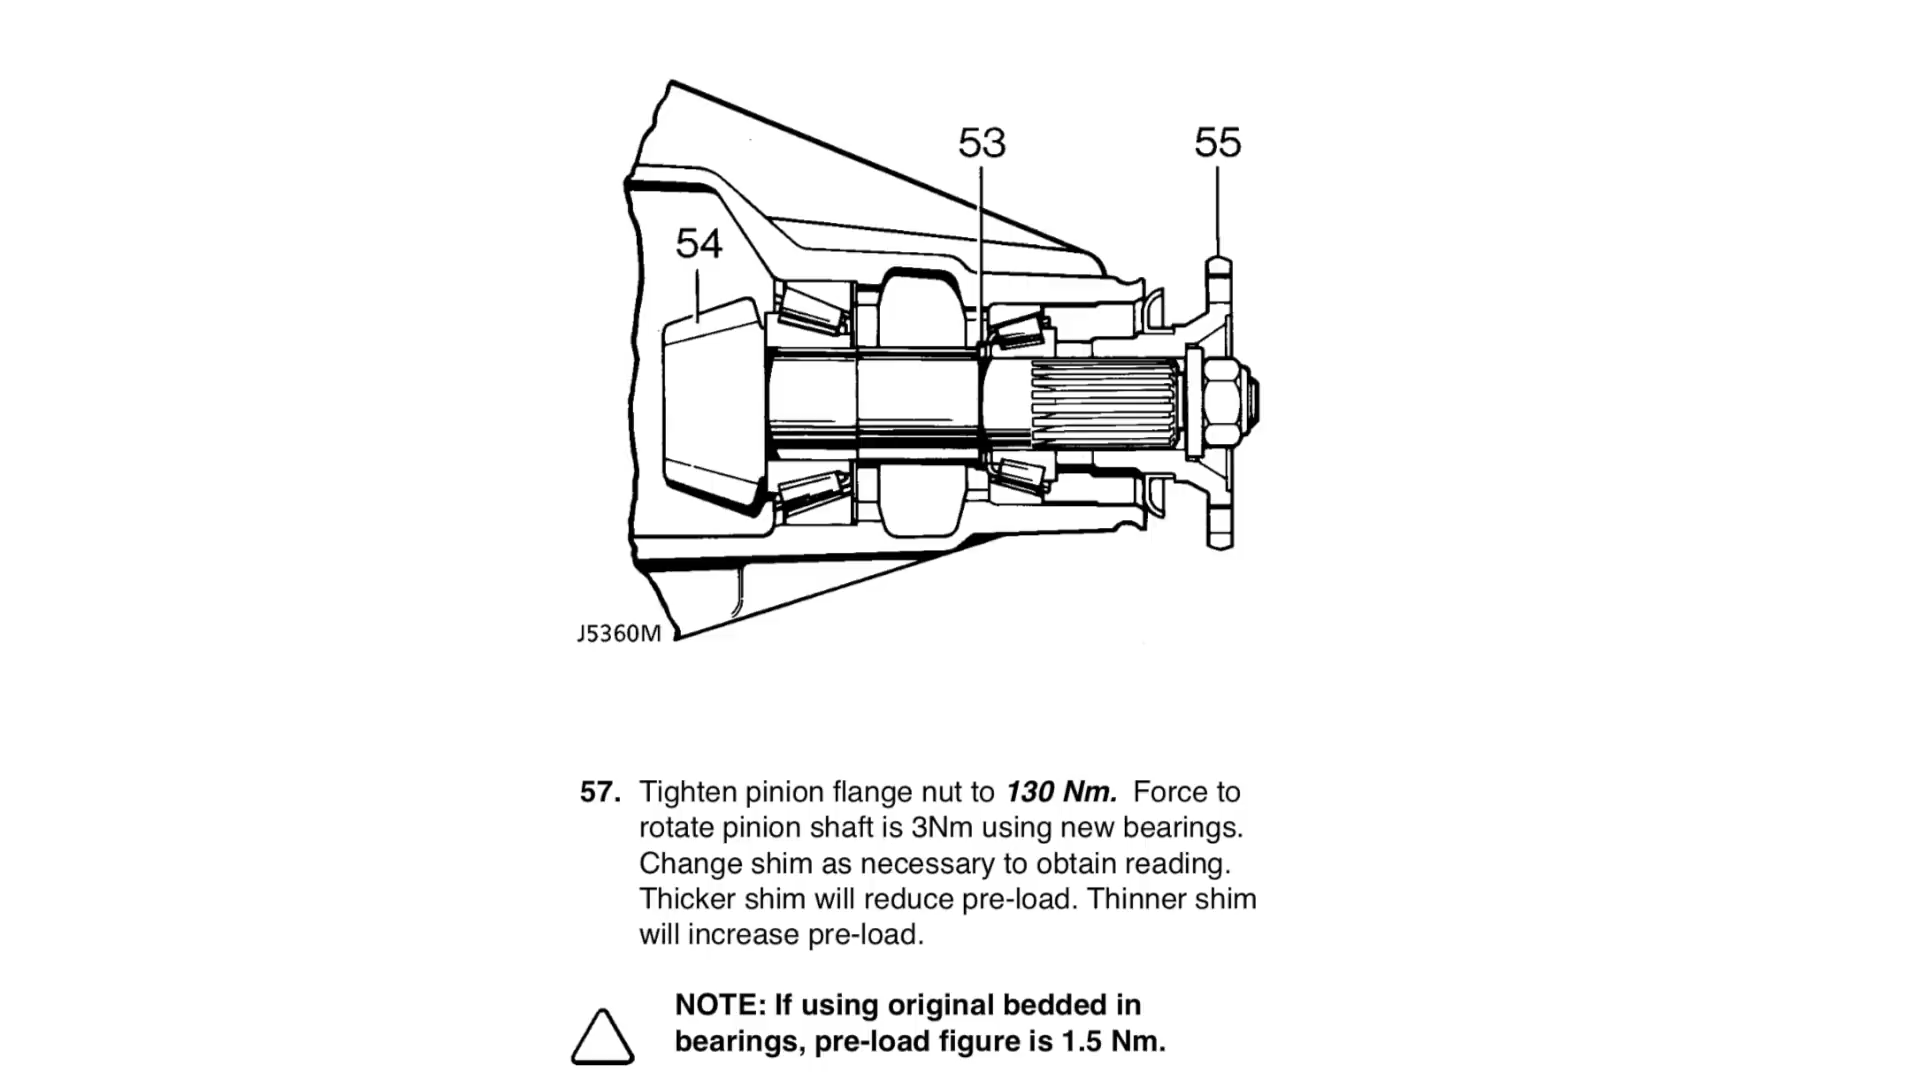 53
55
54
J5360M
57. Tighten pinion flange nut to 130 Nm. Force to
rotate pinion shaft is 3Nm using new bearings.
Change shim as necessary to obtain reading.
Thicker shim will reduce pre-load. Thinner shim
will increase pre-load.
NOTE: If using original bedded in
bearings, pre-load figure is 1.5 Nm.